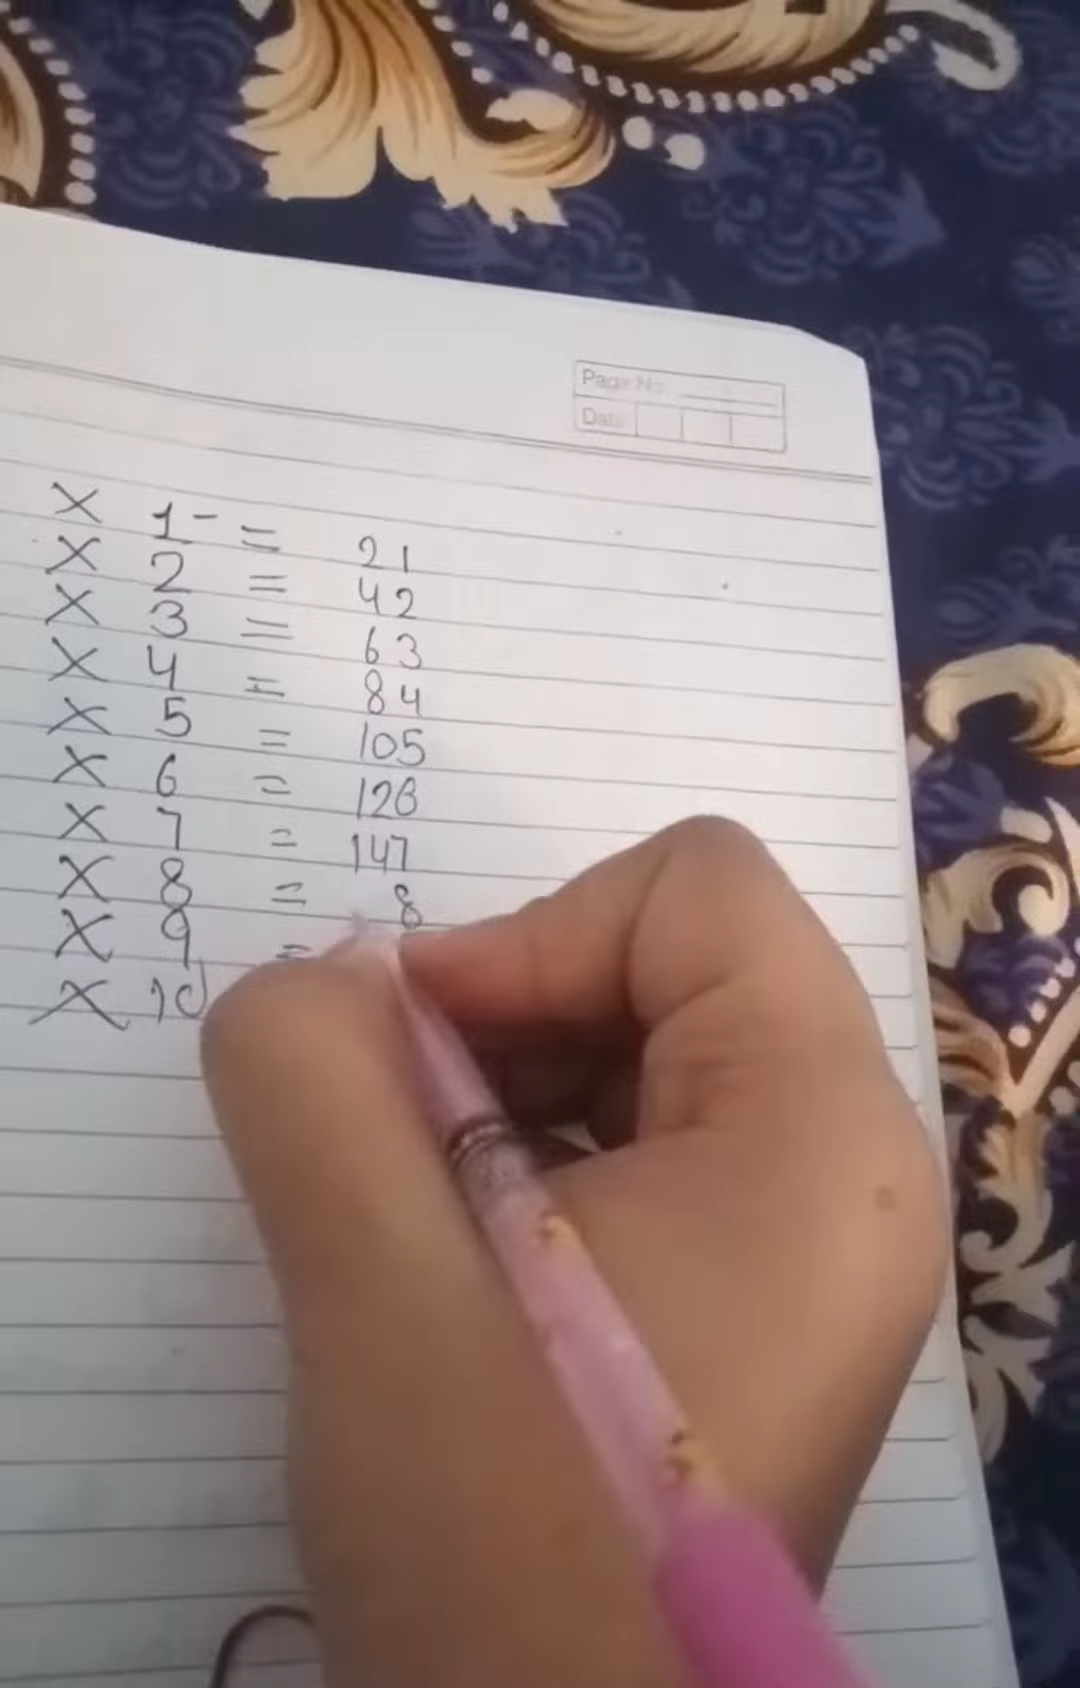 Page No.
Date
X 1 - = 21
X 2 = 42
X 3 = 63
X 4 = 84
X 5 = 105
X 6 = 126
X 7 = 147
X 8 = 8
X 9 =
X 10